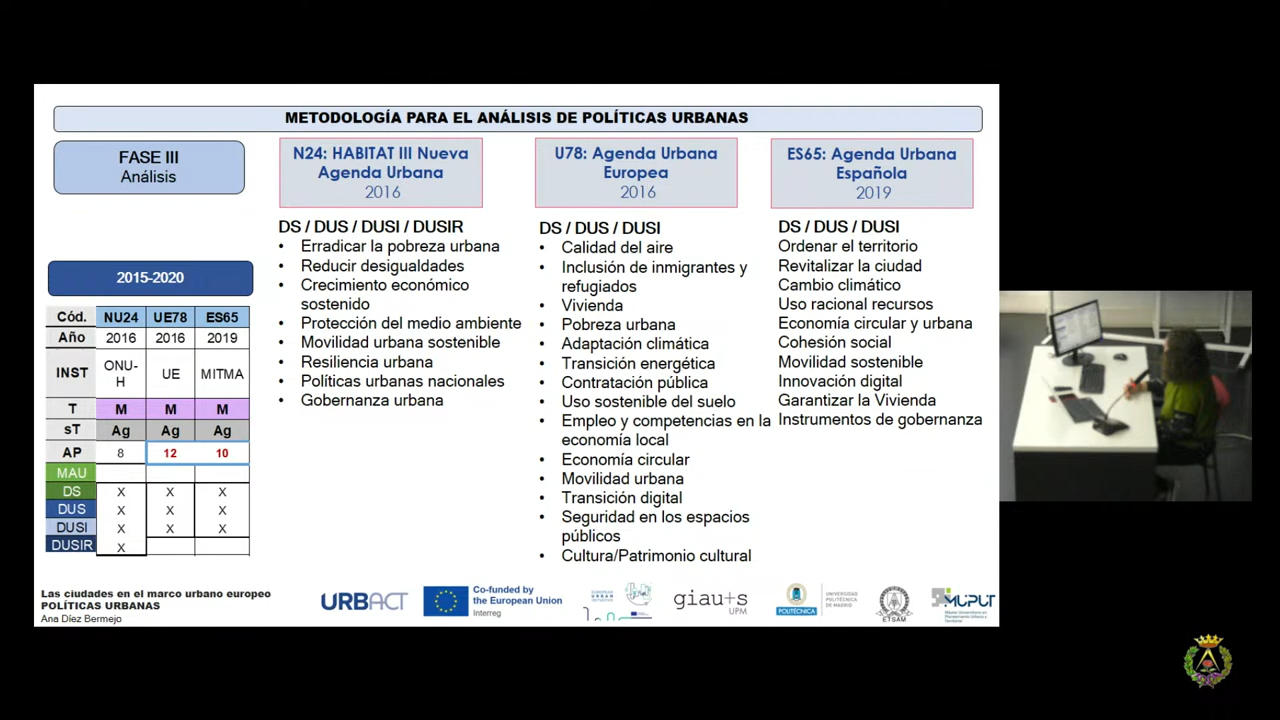 METODOLOGÍA PARA EL ANÁLISIS DE POLÍTICAS URBANAS
FASE III
Análisis
2015-2020
Cód. NU24 UE78 ES65
Año 2016 2016 2019
INST ONU-H UE MITMA
T M M M
sT Ag Ag Ag
AP 8 12 10
MAU
DS X X X
DUS X X X
DUSI X X X
DUSIR X
N24: HABITAT III Nueva
Agenda Urbana
2016
DS / DUS / DUSI / DUSIR
• Erradicar la pobreza urbana
• Reducir desigualdades
• Crecimiento económico
sostenido
• Protección del medio ambiente
• Movilidad urbana sostenible
• Resiliencia urbana
• Políticas urbanas nacionales
• Gobernanza urbana
U78: Agenda Urbana
Europea
2016
DS / DUS / DUSI
• Calidad del aire
• Inclusión de inmigrantes y
refugiados
• Vivienda
• Pobreza urbana
• Adaptación climática
• Transición energética
• Contratación pública
• Uso sostenible del suelo
• Empleo y competencias en la
economía local
• Economía circular
• Movilidad urbana
• Transición digital
• Seguridad en los espacios
públicos
• Cultura/Patrimonio cultural
ES65: Agenda Urbana
Española
2019
DS / DUS / DUSI
Ordenar el territorio
Revitalizar la ciudad
Cambio climático
Uso racional recursos
Economía circular y urbana
Cohesión social
Movilidad sostenible
Innovación digital
Garantizar la Vivienda
Instrumentos de gobernanza
Las ciudades en el marco urbano europeo
POLÍTICAS URBANAS
Ana Díez Bermejo
URBACT
Co-funded by
the European Union
Interreg
EUROPEAN
URBAN
INITIATIVE
giau+s
UPM
POLITÉCNICA
UNIVERSIDAD
POLITÉCNICA
DE MADRID
ETSAM
MUPUT